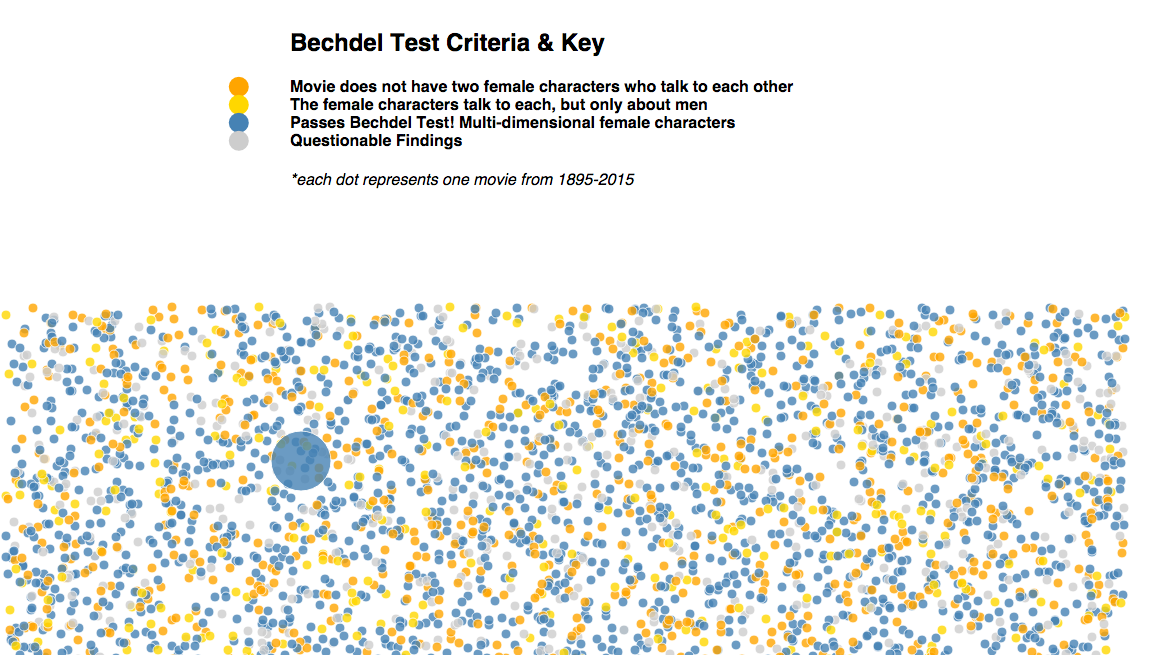 Bechdel Test Criteria & Key
Movie does not have two female characters who talk to each other
The female characters talk to each, but only about men
Passes Bechdel Test! Multi-dimensional female characters
Questionable Findings
*each dot represents one movie from 1895-2015